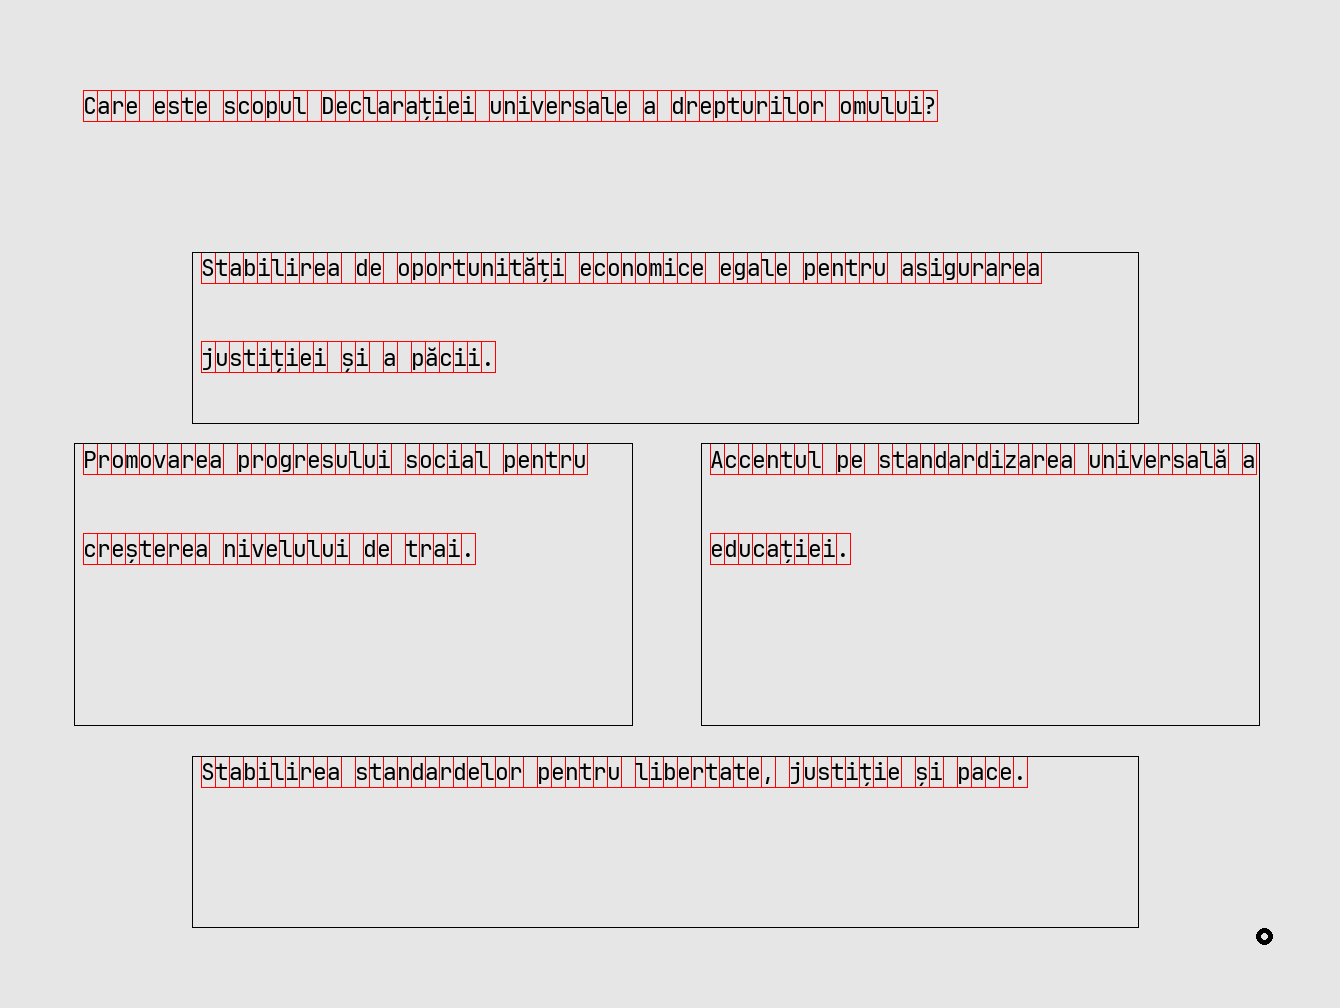 Care este scopul Declarației universale a drepturilor omului?
Stabilirea de oportunități economice egale pentru asigurarea
justiției și a păcii.
Promovarea progresului social pentru
creșterea nivelului de trai.
Accentul pe standardizarea universală a
educației.
Stabilirea standardelor pentru libertate, justiție și pace.